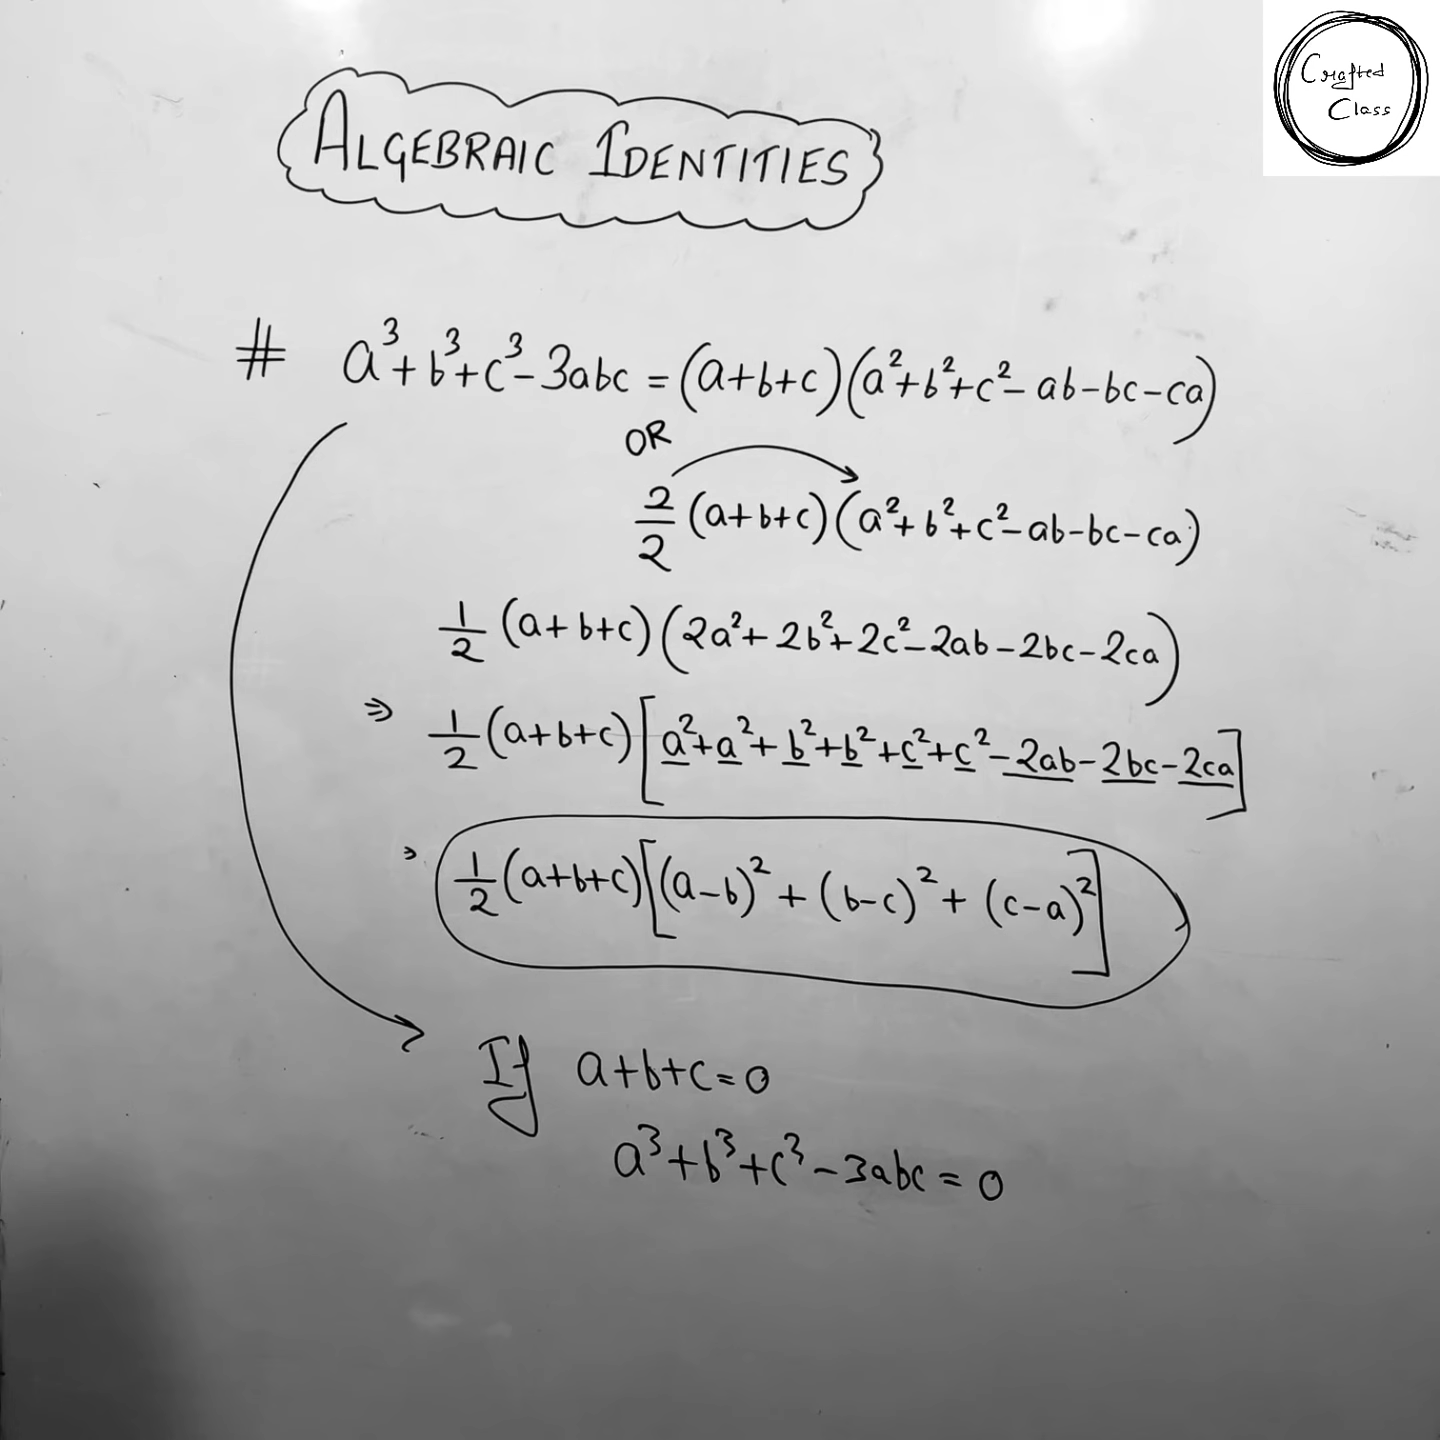 Crafted
Class
ALGEBRAIC IDENTITIES
# a³+b³+c³-3abc = (a+b+c)(a²+b²+c²-ab-bc-ca)
OR
2/2 (a+b+c)(a²+b²+c²-ab-bc-ca)
1/2 (a+b+c)(2a²+2b²+2c²-2ab-2bc-2ca)
⇒ 1/2 (a+b+c)[a²+a²+b²+b²+c²+c²-2ab-2bc-2ca]
⇒ 1/2 (a+b+c)[(a-b)²+(b-c)²+(c-a)²]
If a+b+c=0
a³+b³+c³-3abc=0